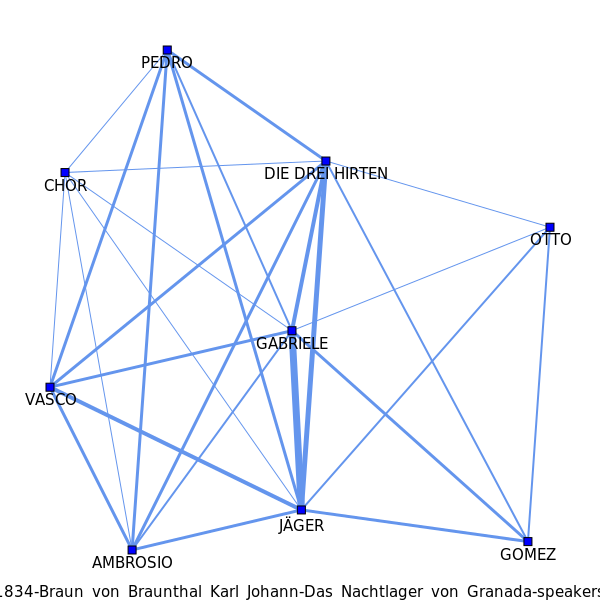 PEDRO
DIE DREI HIRTEN
CHOR
OTTO
GABRIELE
VASCO
JÄGER
GOMEZ
AMBROSIO
1834-Braun von Braunthal Karl Johann-Das Nachtlager von Granada-speakers